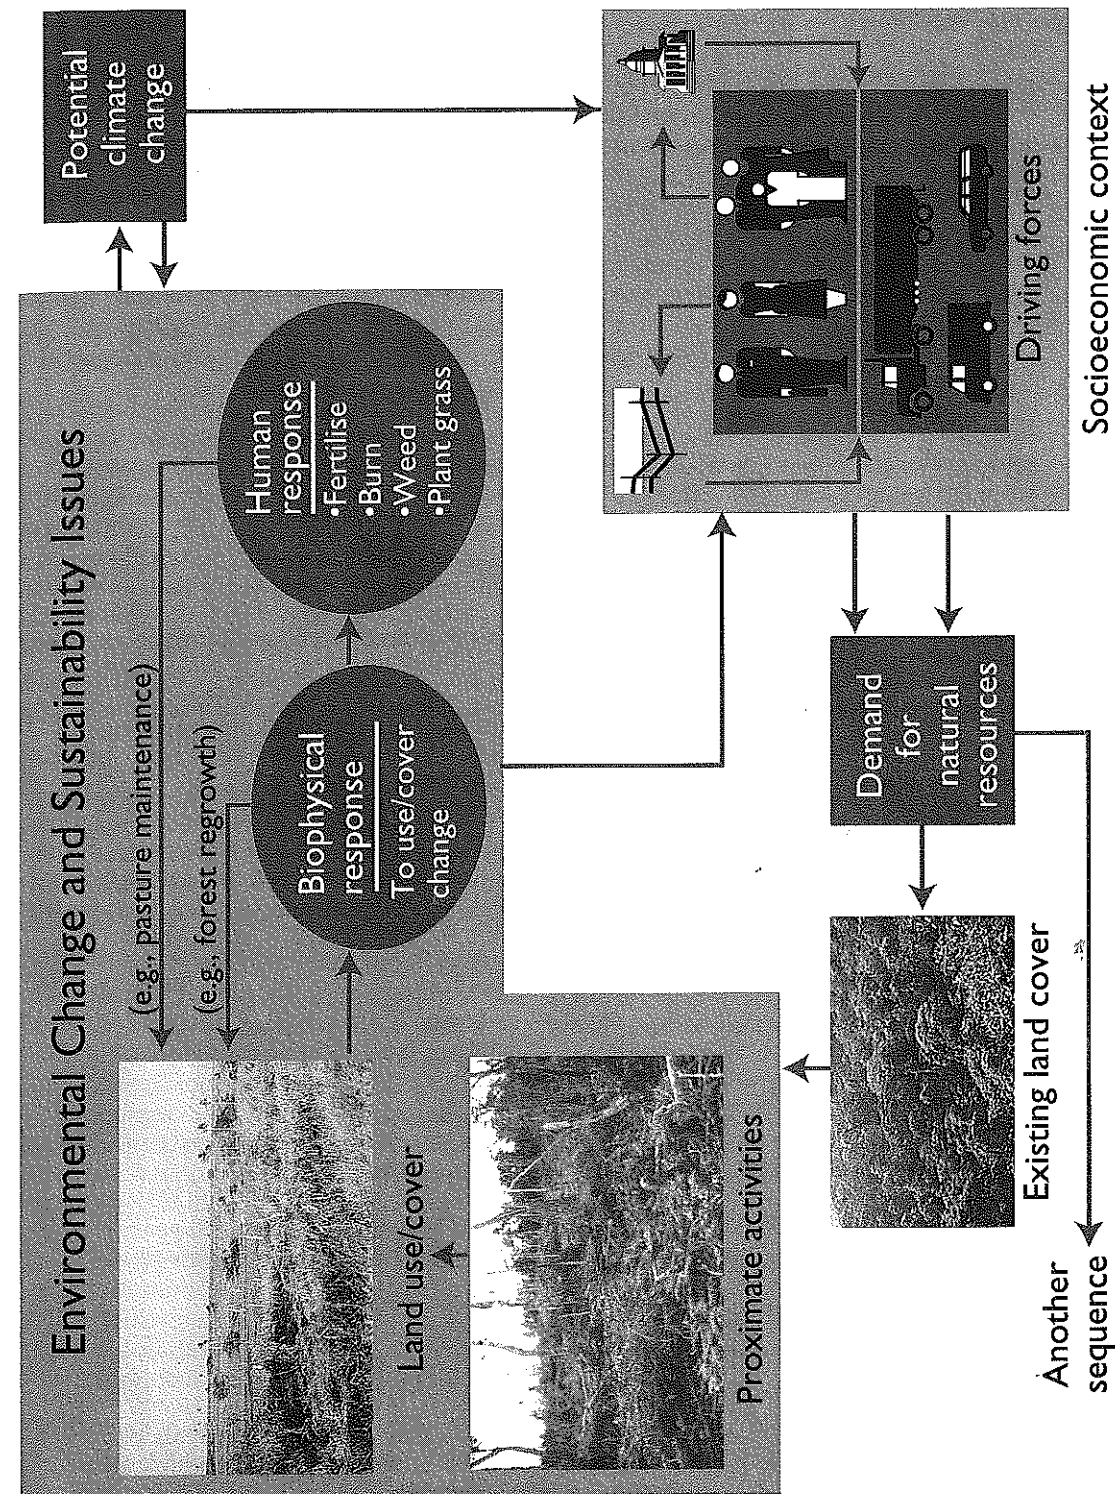 Environmental Change and Sustainability Issues
(e.g., pasture maintenance)
(e.g., forest regrowth)
Land use/cover
Proximate activities
Biophysical
response
To use/cover
change
Human
response
•Fertilise
•Burn
•Weed
•Plant grass
Potential
climate
change
Existing land cover
Demand
for
natural
resources
Another
sequence
Driving forces
Socioeconomic context